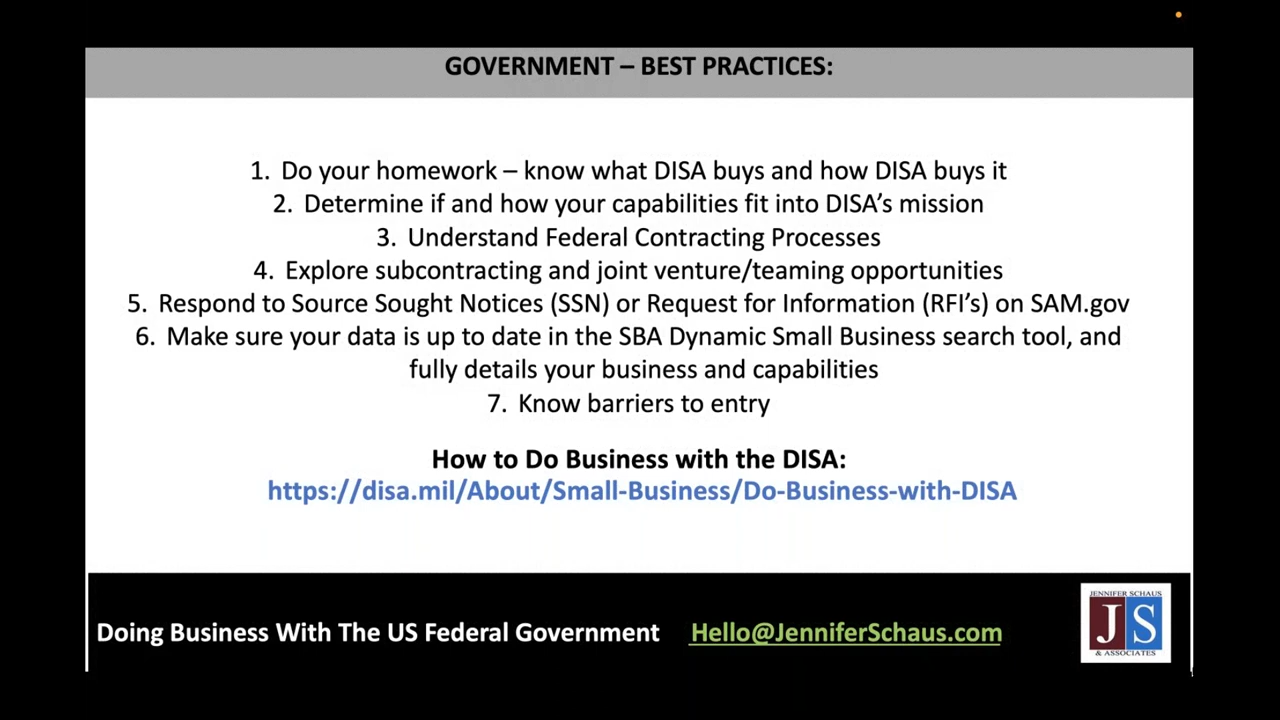 GOVERNMENT – BEST PRACTICES:
1. Do your homework – know what DISA buys and how DISA buys it
2. Determine if and how your capabilities fit into DISA’s mission
3. Understand Federal Contracting Processes
4. Explore subcontracting and joint venture/teaming opportunities
5. Respond to Source Sought Notices (SSN) or Request for Information (RFI’s) on SAM.gov
6. Make sure your data is up to date in the SBA Dynamic Small Business search tool, and
fully details your business and capabilities
7. Know barriers to entry
How to Do Business with the DISA:
https://disa.mil/About/Small-Business/Do-Business-with-DISA
Doing Business With The US Federal Government Hello@JenniferSchaus.com
JENNIFER SCHAUS
JS
& ASSOCIATES